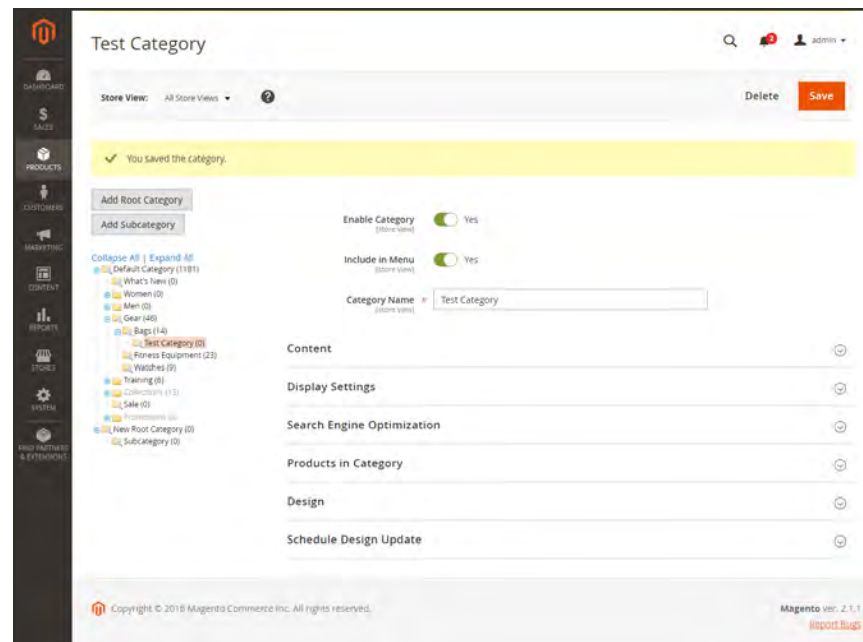 Test Category
2
admin
DASHBOARD
SALES
PRODUCTS
CUSTOMERS
MARKETING
CONTENT
REPORTS
STORES
SYSTEM
FIND PARTNERS
& EXTENSIONS
Store View: All Store Views
?
Delete
Save
You saved the category.
Add Root Category
Add Subcategory
Collapse All | Expand All
Default Category (1181)
What's New (0)
Women (0)
Men (0)
Gear (46)
Bags (14)
Test Category (0)
Fitness Equipment (23)
Watches (9)
Training (6)
Collections (13)
Sale (0)
New Root Category (0)
Subcategory (0)
Enable Category
[store view]
Yes
Include in Menu
[store view]
Yes
Category Name *
[store view]
Test Category
Content
Display Settings
Search Engine Optimization
Products in Category
Design
Schedule Design Update
Copyright © 2016 Magento Commerce Inc. All rights reserved.
Magento ver. 2.1.1
Report Bugs